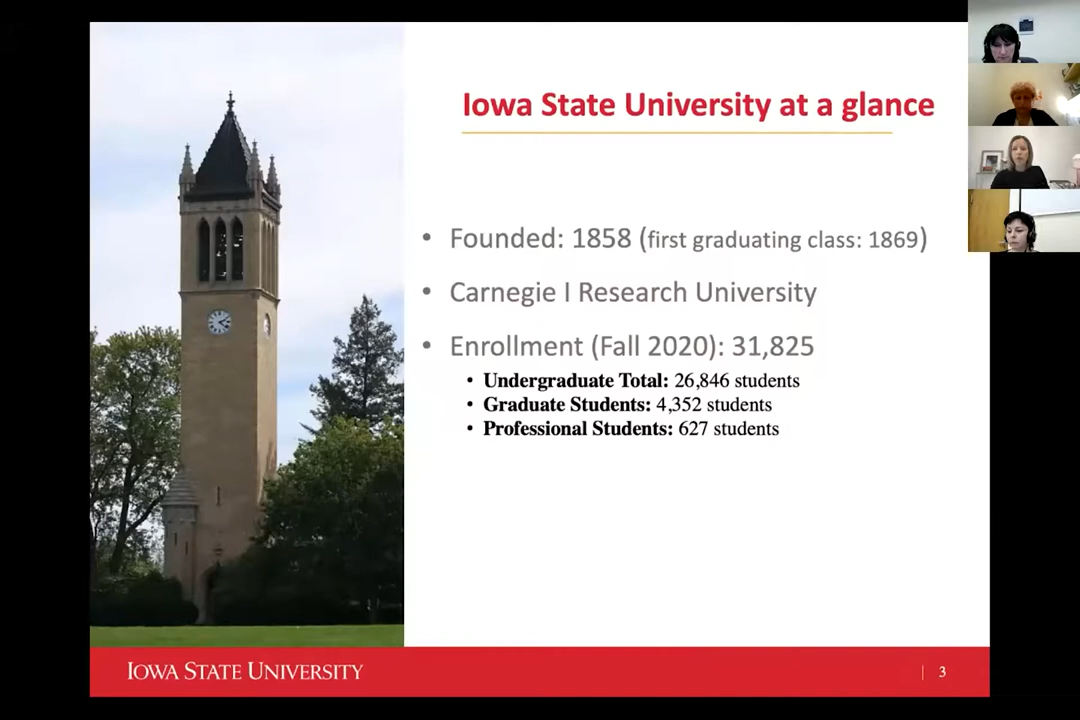 Iowa State University at a glance
• Founded: 1858 (first graduating class: 1869)
• Carnegie I Research University
• Enrollment (Fall 2020): 31,825
• Undergraduate Total: 26,846 students
• Graduate Students: 4,352 students
• Professional Students: 627 students
IOWA STATE UNIVERSITY
| 3